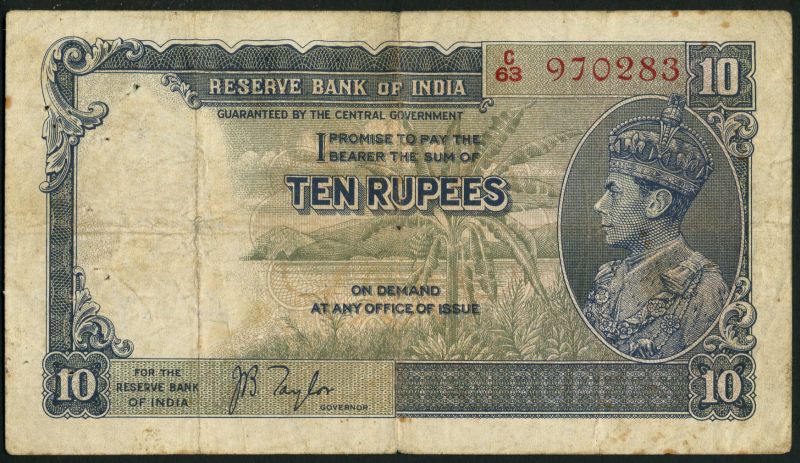 C/63 970283
10
RESERVE BANK OF INDIA
GUARANTEED BY THE CENTRAL GOVERNMENT
I PROMISE TO PAY THE
BEARER THE SUM OF
TEN RUPEES
ON DEMAND
AT ANY OFFICE OF ISSUE
10
FOR THE
RESERVE BANK
OF INDIA
JB Taylor
GOVERNOR
10